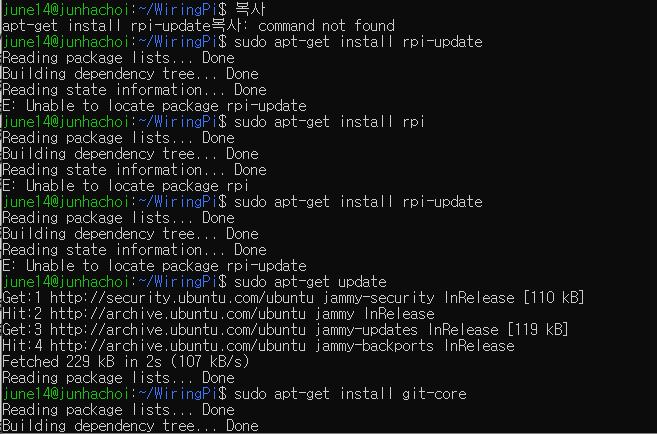 june14@junhachoi:~/WiringPi$ 복사
apt-get install rpi-update복사: command not found
june14@junhachoi:~/WiringPi$ sudo apt-get install rpi-update
Reading package lists... Done
Building dependency tree... Done
Reading state information... Done
E: Unable to locate package rpi-update
june14@junhachoi:~/WiringPi$ sudo apt-get install rpi
Reading package lists... Done
Building dependency tree... Done
Reading state information... Done
E: Unable to locate package rpi
june14@junhachoi:~/WiringPi$ sudo apt-get install rpi-update
Reading package lists... Done
Building dependency tree... Done
Reading state information... Done
E: Unable to locate package rpi-update
june14@junhachoi:~/WiringPi$ sudo apt-get update
Get:1 http://security.ubuntu.com/ubuntu jammy-security InRelease [110 kB]
Hit:2 http://archive.ubuntu.com/ubuntu jammy InRelease
Get:3 http://archive.ubuntu.com/ubuntu jammy-updates InRelease [119 kB]
Hit:4 http://archive.ubuntu.com/ubuntu jammy-backports InRelease
Fetched 229 kB in 2s (107 kB/s)
Reading package lists... Done
june14@junhachoi:~/WiringPi$ sudo apt-get install git-core
Reading package lists... Done
Building dependency tree... Done